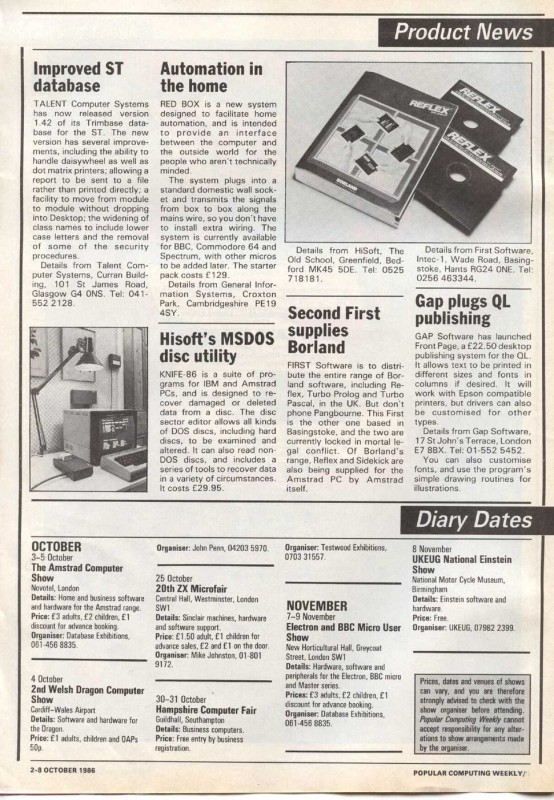 Product News
Improved ST
database
TALENT Computer Systems
has now released version
1.42 of its Trimbase data-
base for the ST. The new
version has several improve-
ments, including the ability to
handle daisywheel as well as
dot matrix printers; allowing a
report to be sent to a file
rather than printed directly; a
facility to move from module
to module without dropping
into Desktop; the widening of
class names to include lower
case letters and the removal
of some of the security
procedures.
Details from Talent Com-
puter Systems, Curran Build-
ing, 101 St James Road,
Glasgow G4 0NS. Tel: 041-
552 2128.
Automation in
the home
RED BOX is a new system
designed to facilitate home
automation, and is intended
to provide an interface
between the computer and
the outside world for the
people who aren't technically
minded.
The system plugs into a
standard domestic wall sock-
et and transmits the signals
from box to box along the
mains wire, so you don't have
to install extra wiring. The
system is currently available
for BBC, Commodore 64 and
Spectrum, with other micros
to be added later. The starter
pack costs £129.
Details from General Infor-
mation Systems, Croxton
Park, Cambridgeshire PE19
4SY.
Hisoft's MSDOS
disc utility
KNIFE-86 is a suite of pro-
grams for IBM and Amstrad
PCs, and is designed to re-
cover damaged or deleted
data from a disc. The disc
sector editor allows all kinds
of DOS discs, including hard
discs, to be examined and
altered. It can also read non-
DOS discs, and includes a
series of tools to recover data
in a variety of circumstances.
It costs £29.95.
REFLEX
REFLEX
REFLEX
BORLAND
Details from HiSoft, The
Old School, Greenfield, Bed-
ford MK45 5DE. Tel: 0525
718181.
Second First
supplies
Borland
FIRST Software is to distri-
bute the entire range of Bor-
land software, including Re-
flex, Turbo Prolog and Turbo
Pascal, in the UK. But don't
phone Pangbourne. This First
is the other one based in
Basingstoke, and the two are
currently locked in mortal le-
gal conflict. Of Borland's
range, Reflex and Sidekick are
also being supplied for the
Amstrad PC by Amstrad
itself.
Details from First Software,
Intec-1, Wade Road, Basing-
stoke, Hants RG24 0NE. Tel:
0256 463344.
Gap plugs QL
publishing
GAP Software has launched
Front Page, a £22.50 desktop
publishing system for the QL.
It allows text to be printed in
different sizes and fonts in
columns if desired. It will
work with Epson compatible
printers, but drivers can also
be customised for other
types.
Details from Gap Software,
17 St John's Terrace, London
E7 8BX. Tel: 01-552 5452.
You can also customise
fonts, and use the program's
simple drawing routines for
illustrations.
Diary Dates
OCTOBER
3–5 October
The Amstrad Computer
Show
Novotel, London
Details: Home and business software
and hardware for the Amstrad range.
Price: £3 adults, £2 children, £1
discount for advance booking.
Organiser: Database Exhibitions,
061-456 8835.
4 October
2nd Welsh Dragon Computer
Show
Cardiff-Wales Airport
Details: Software and hardware for
the Dragon.
Price: £1 adults, children and OAPs
50p.
Organiser: John Penn, 04203 5970.
25 October
20th ZX Microfair
Central Hall, Westminster, London
SW1
Details: Sinclair machines, hardware
and software support.
Price: £1.50 adult, £1 children for
advance sales, £2 and £1 on the door.
Organiser: Mike Johnston, 01-801
9172.
30–31 October
Hampshire Computer Fair
Guildhall, Southampton
Details: Business computers.
Price: Free entry by business
registration.
Organiser: Testwood Exhibitions,
0703 31557.
NOVEMBER
7–9 November
Electron and BBC Micro User
Show
New Horticultural Hall, Greycoat
Street, London SW1
Details: Hardware, software and
peripherals for the Electron, BBC micro
and Master series.
Prices: £3 adults, £2 children, £1
discount for advance booking.
Organiser: Database Exhibitions,
061-456 8835.
8 November
UKEUG National Einstein
Show
National Motor Cycle Museum,
Birmingham
Details: Einstein software and
hardware.
Price: Free.
Organiser: UKEUG, 07982 2399.
Prices, dates and venues of shows
can vary, and you are therefore
strongly advised to check with the
show organiser before attending.
Popular Computing Weekly cannot
accept responsibility for any alter-
ations to show arrangements made
by the organiser.
2-8 OCTOBER 1986
POPULAR COMPUTING WEEKLY/